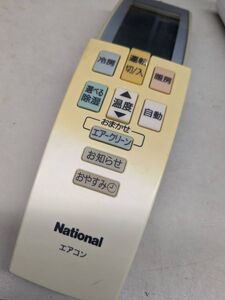 冷房
運転
切/入
暖房
選べる
除湿
温度
自動
おまかせ
エアークリーン
お知らせ
おやすみ
National
エアコン